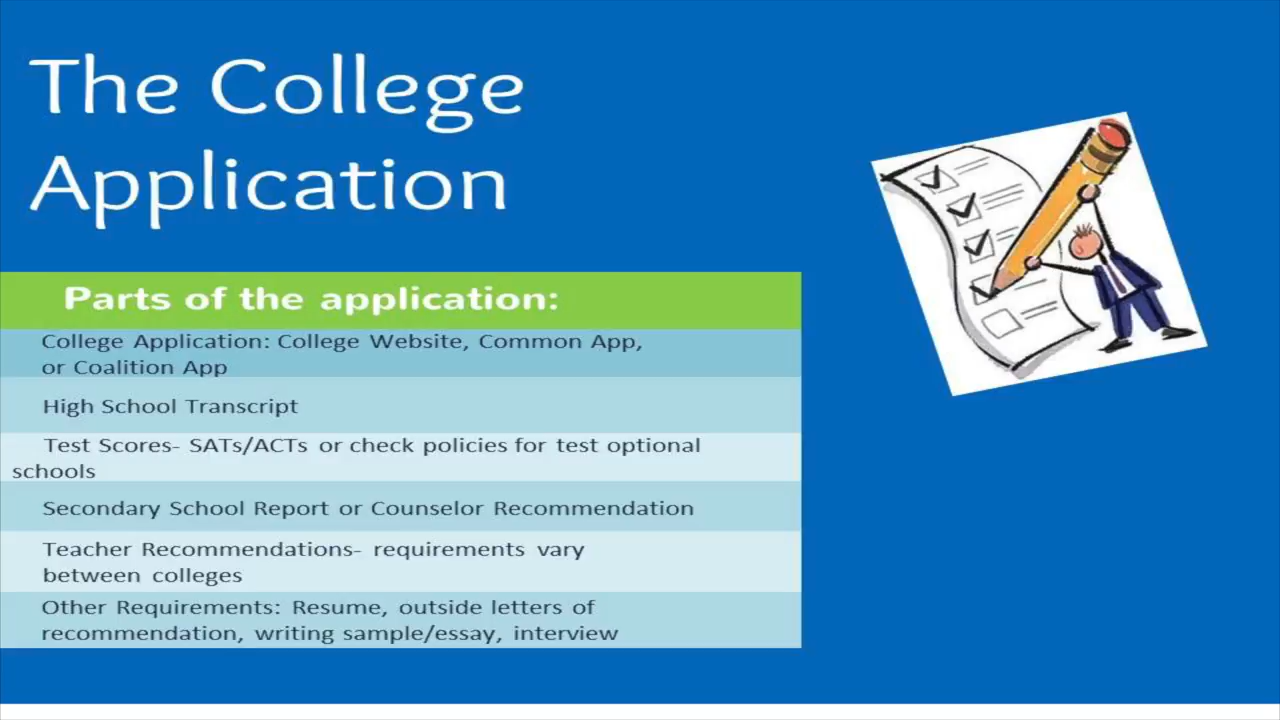 The College
Application
Parts of the application:
College Application: College Website, Common App,
or Coalition App
High School Transcript
Test Scores- SATs/ACTs or check policies for test optional
schools
Secondary School Report or Counselor Recommendation
Teacher Recommendations- requirements vary
between colleges
Other Requirements: Resume, outside letters of
recommendation, writing sample/essay, interview